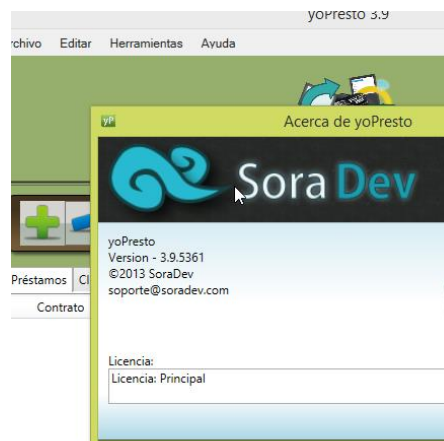 yoPresto 3.9
rchivo Editar Herramientas Ayuda
yP Acerca de yoPresto
Sora Dev
yoPresto
Version - 3.9.5361
©2013 SoraDev
soporte@soradev.com
Préstamos Cl
Contrato
Licencia:
Licencia: Principal